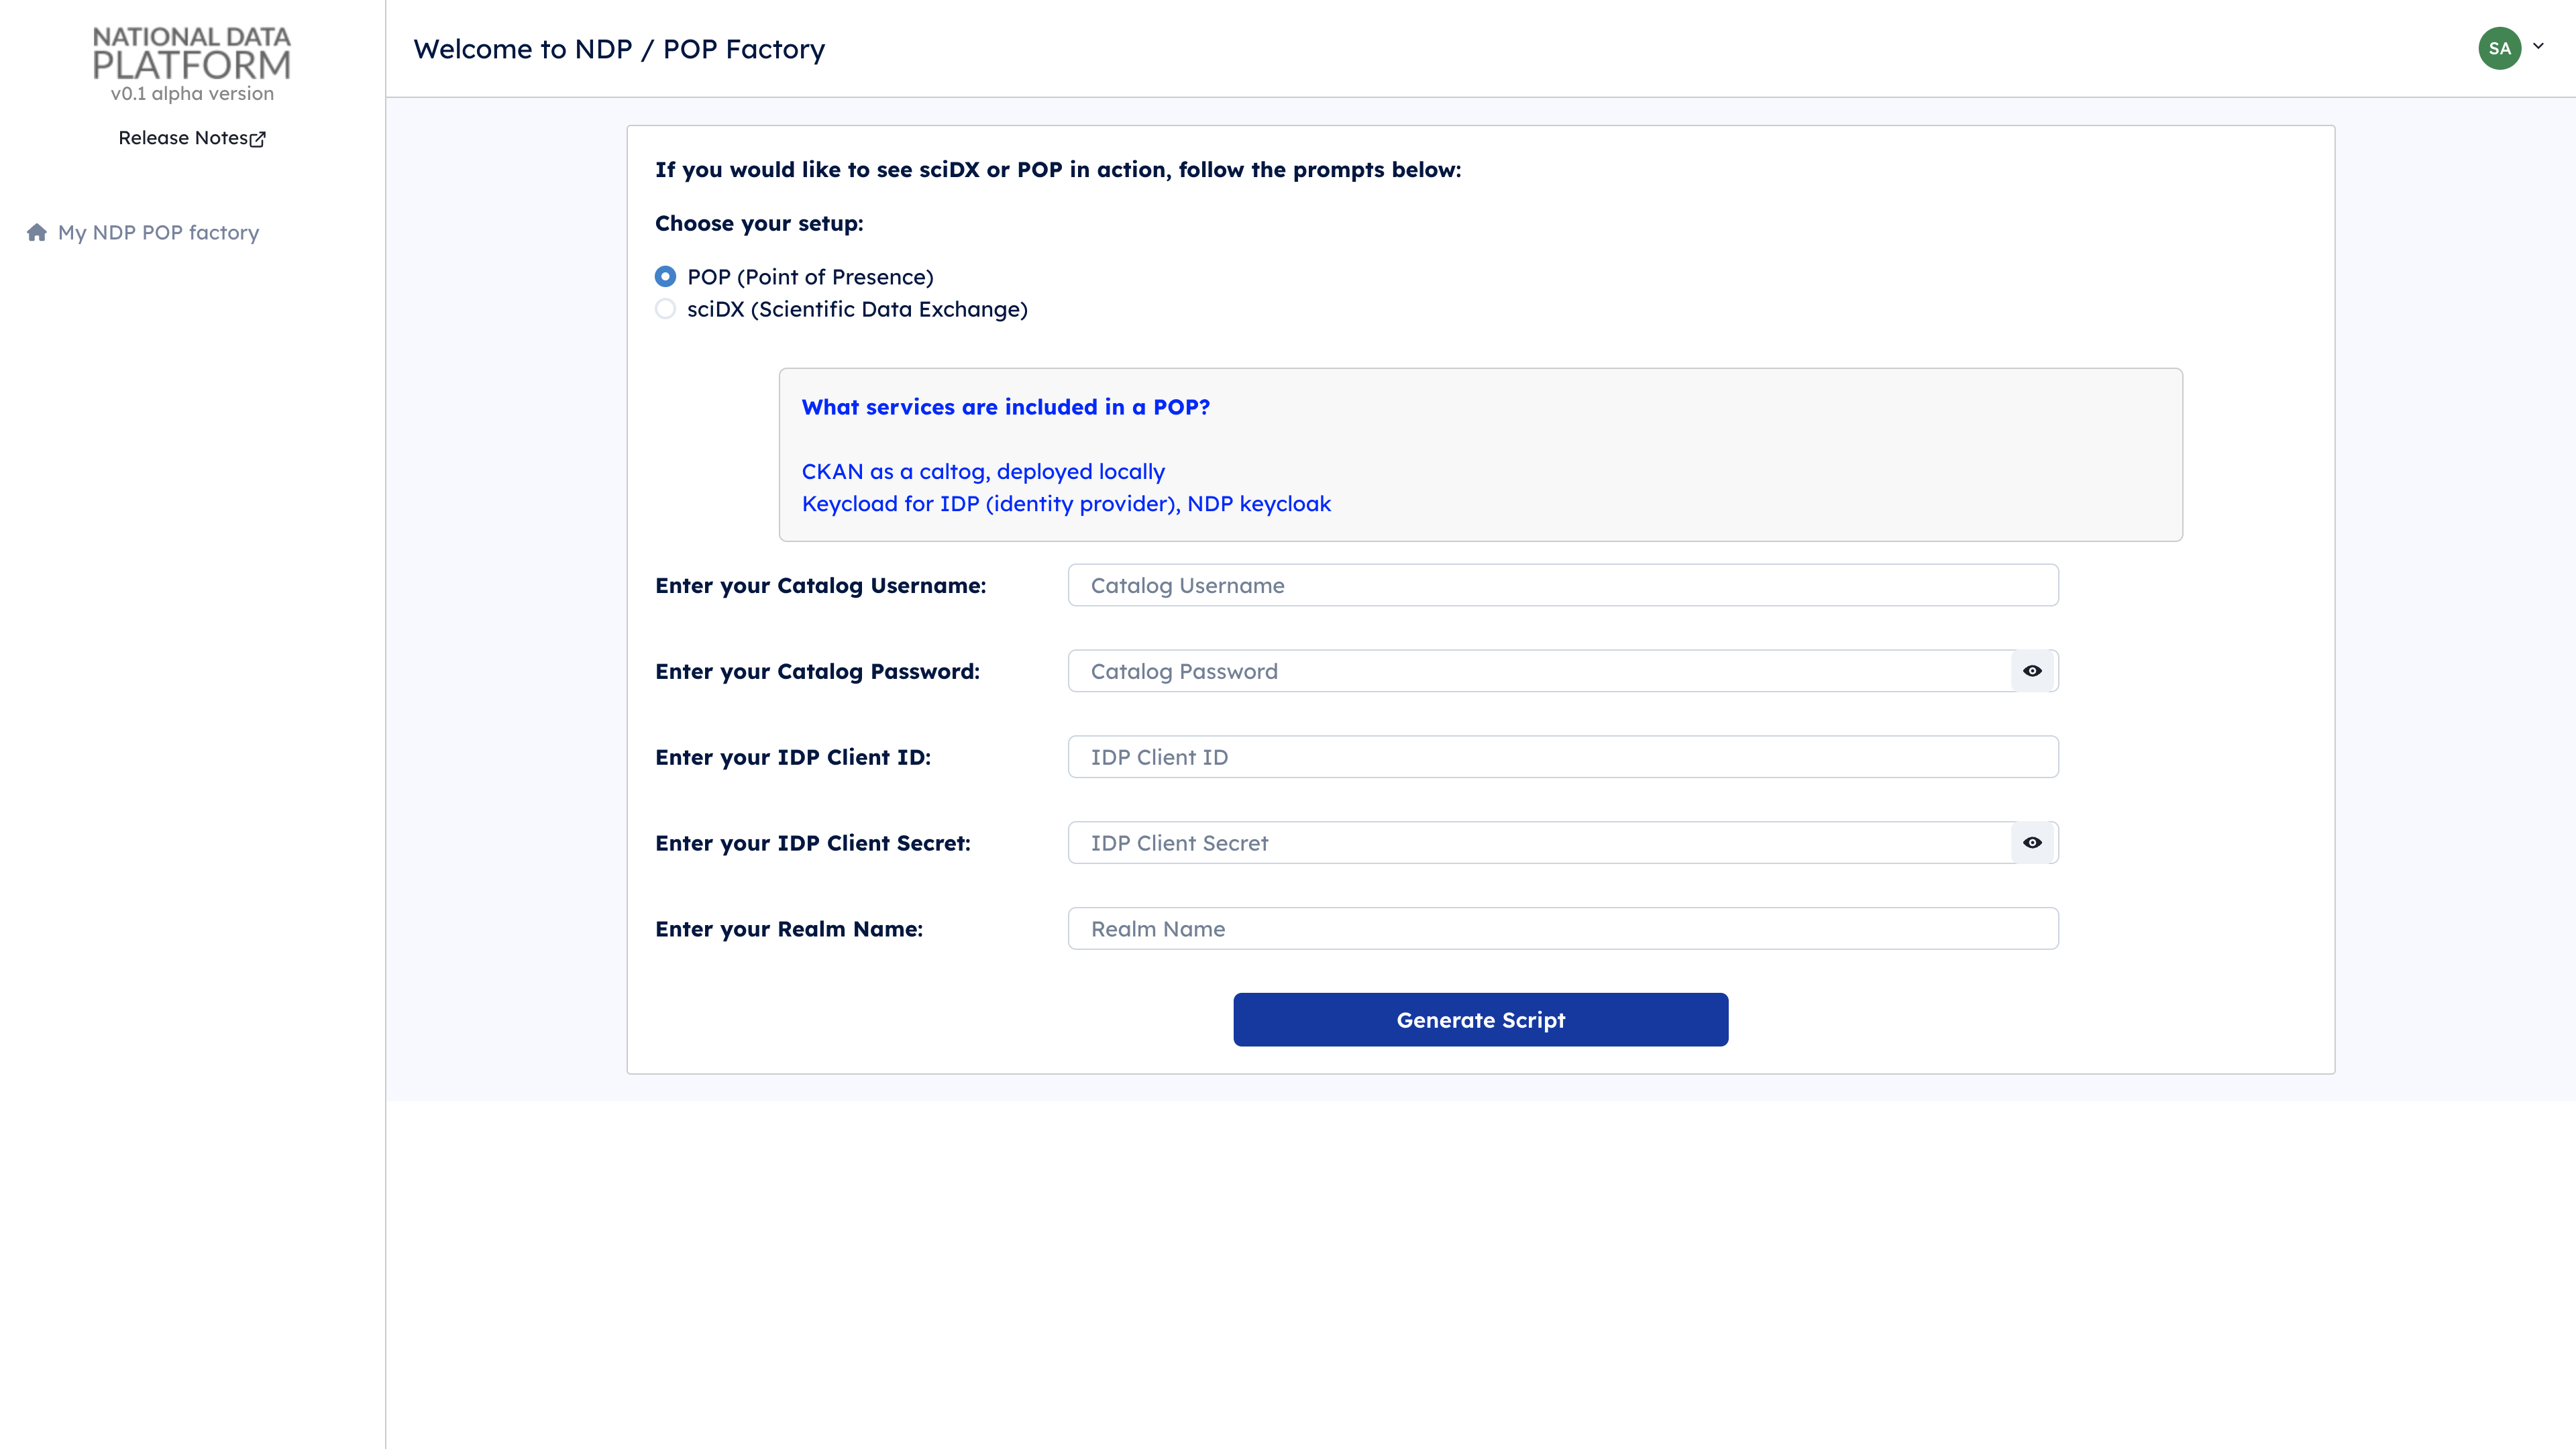 NATIONAL DATA
PLATFORM
v0.1 alpha version
Release Notes
My NDP POP factory
Welcome to NDP / POP Factory
SA
If you would like to see sciDX or POP in action, follow the prompts below:
Choose your setup:
POP (Point of Presence)
sciDX (Scientific Data Exchange)
What services are included in a POP?
CKAN as a caltog, deployed locally
Keycload for IDP (identity provider), NDP keycloak
Enter your Catalog Username:
Catalog Username
Enter your Catalog Password:
Catalog Password
Enter your IDP Client ID:
IDP Client ID
Enter your IDP Client Secret:
IDP Client Secret
Enter your Realm Name:
Realm Name
Generate Script